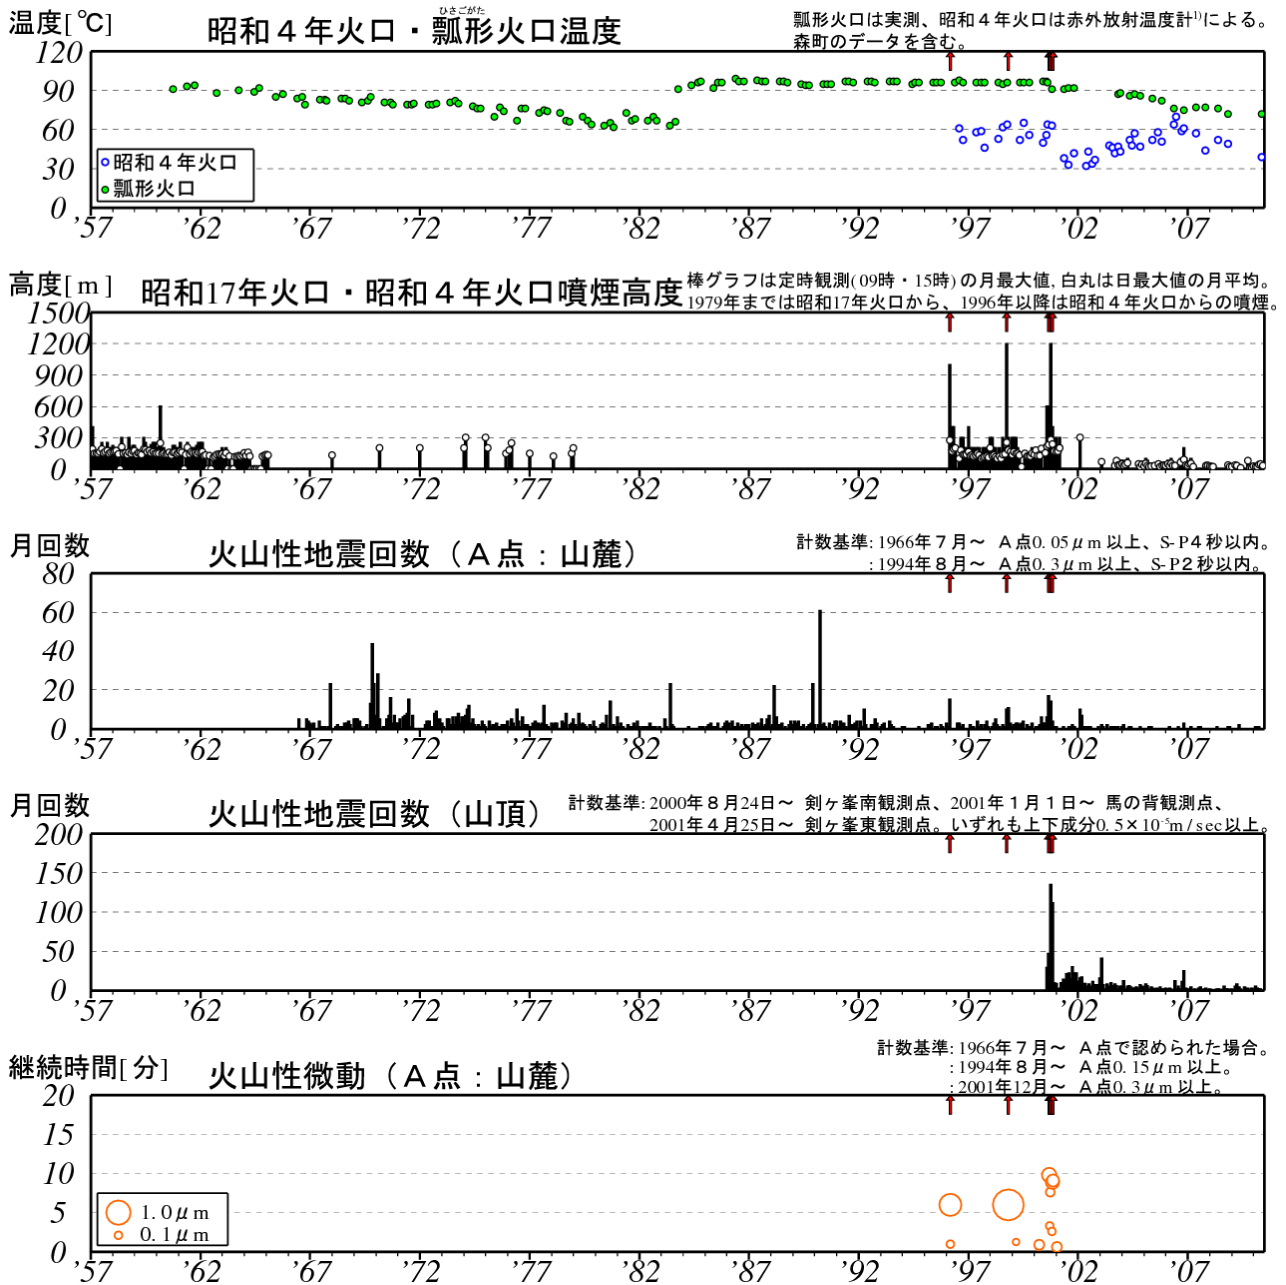 温度[℃]
昭和４年火口・瓢形火口温度
ひさごがた
瓢形火口は実測、昭和４年火口は赤外放射温度計¹⁾による。
森町のデータを含む。
120
90
60
30
0
昭和４年火口
瓢形火口
'57 '62 '67 '72 '77 '82 '87 '92 '97 '02 '07
高度[m]
昭和17年火口・昭和４年火口噴煙高度
棒グラフは定時観測(09時・15時)の月最大値,白丸は日最大値の月平均。
1979年までは昭和17年火口から、1996年以降は昭和４年火口からの噴煙。
1500
1200
900
600
300
0
'57 '62 '67 '72 '77 '82 '87 '92 '97 '02 '07
月回数
火山性地震回数（Ａ点：山麓）
計数基準:1966年７月～ Ａ点0.05μm以上、S-P４秒以内。
:1994年８月～ Ａ点0.3μm以上、S-P２秒以内。
80
60
40
20
0
'57 '62 '67 '72 '77 '82 '87 '92 '97 '02 '07
月回数
火山性地震回数（山頂）
計数基準:2000年８月24日～ 剣ヶ峯南観測点、2001年１月１日～ 馬の背観測点、
2001年４月25日～ 剣ヶ峯東観測点。いずれも上下成分0.5×10⁻⁵m/sec以上。
200
150
100
50
0
'57 '62 '67 '72 '77 '82 '87 '92 '97 '02 '07
継続時間[分]
火山性微動（Ａ点：山麓）
計数基準:1966年７月～ Ａ点で認められた場合。
:1994年８月～ Ａ点0.15μm以上。
:2001年12月～ Ａ点0.3μm以上。
20
15
10
5
0
1.0μm
0.1μm
'57 '62 '67 '72 '77 '82 '87 '92 '97 '02 '07